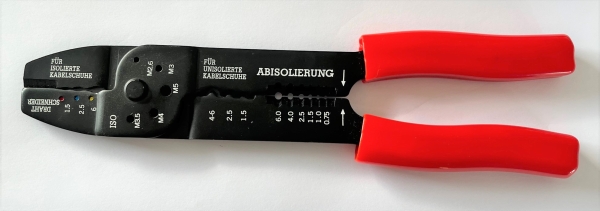 FÜR
ISOLIERTE
KABELSCHUHE
DRAHT
SCHNEIDER
1.5
2.5
6
ISO
M2,6
M3
M5
M3,5
M4
FÜR
UNISOLIERTE
KABELSCHUHE
ABISOLIERUNG
4-6
2.5
1.5
6.0
4.0
2.5
1.5
1.0
0.75